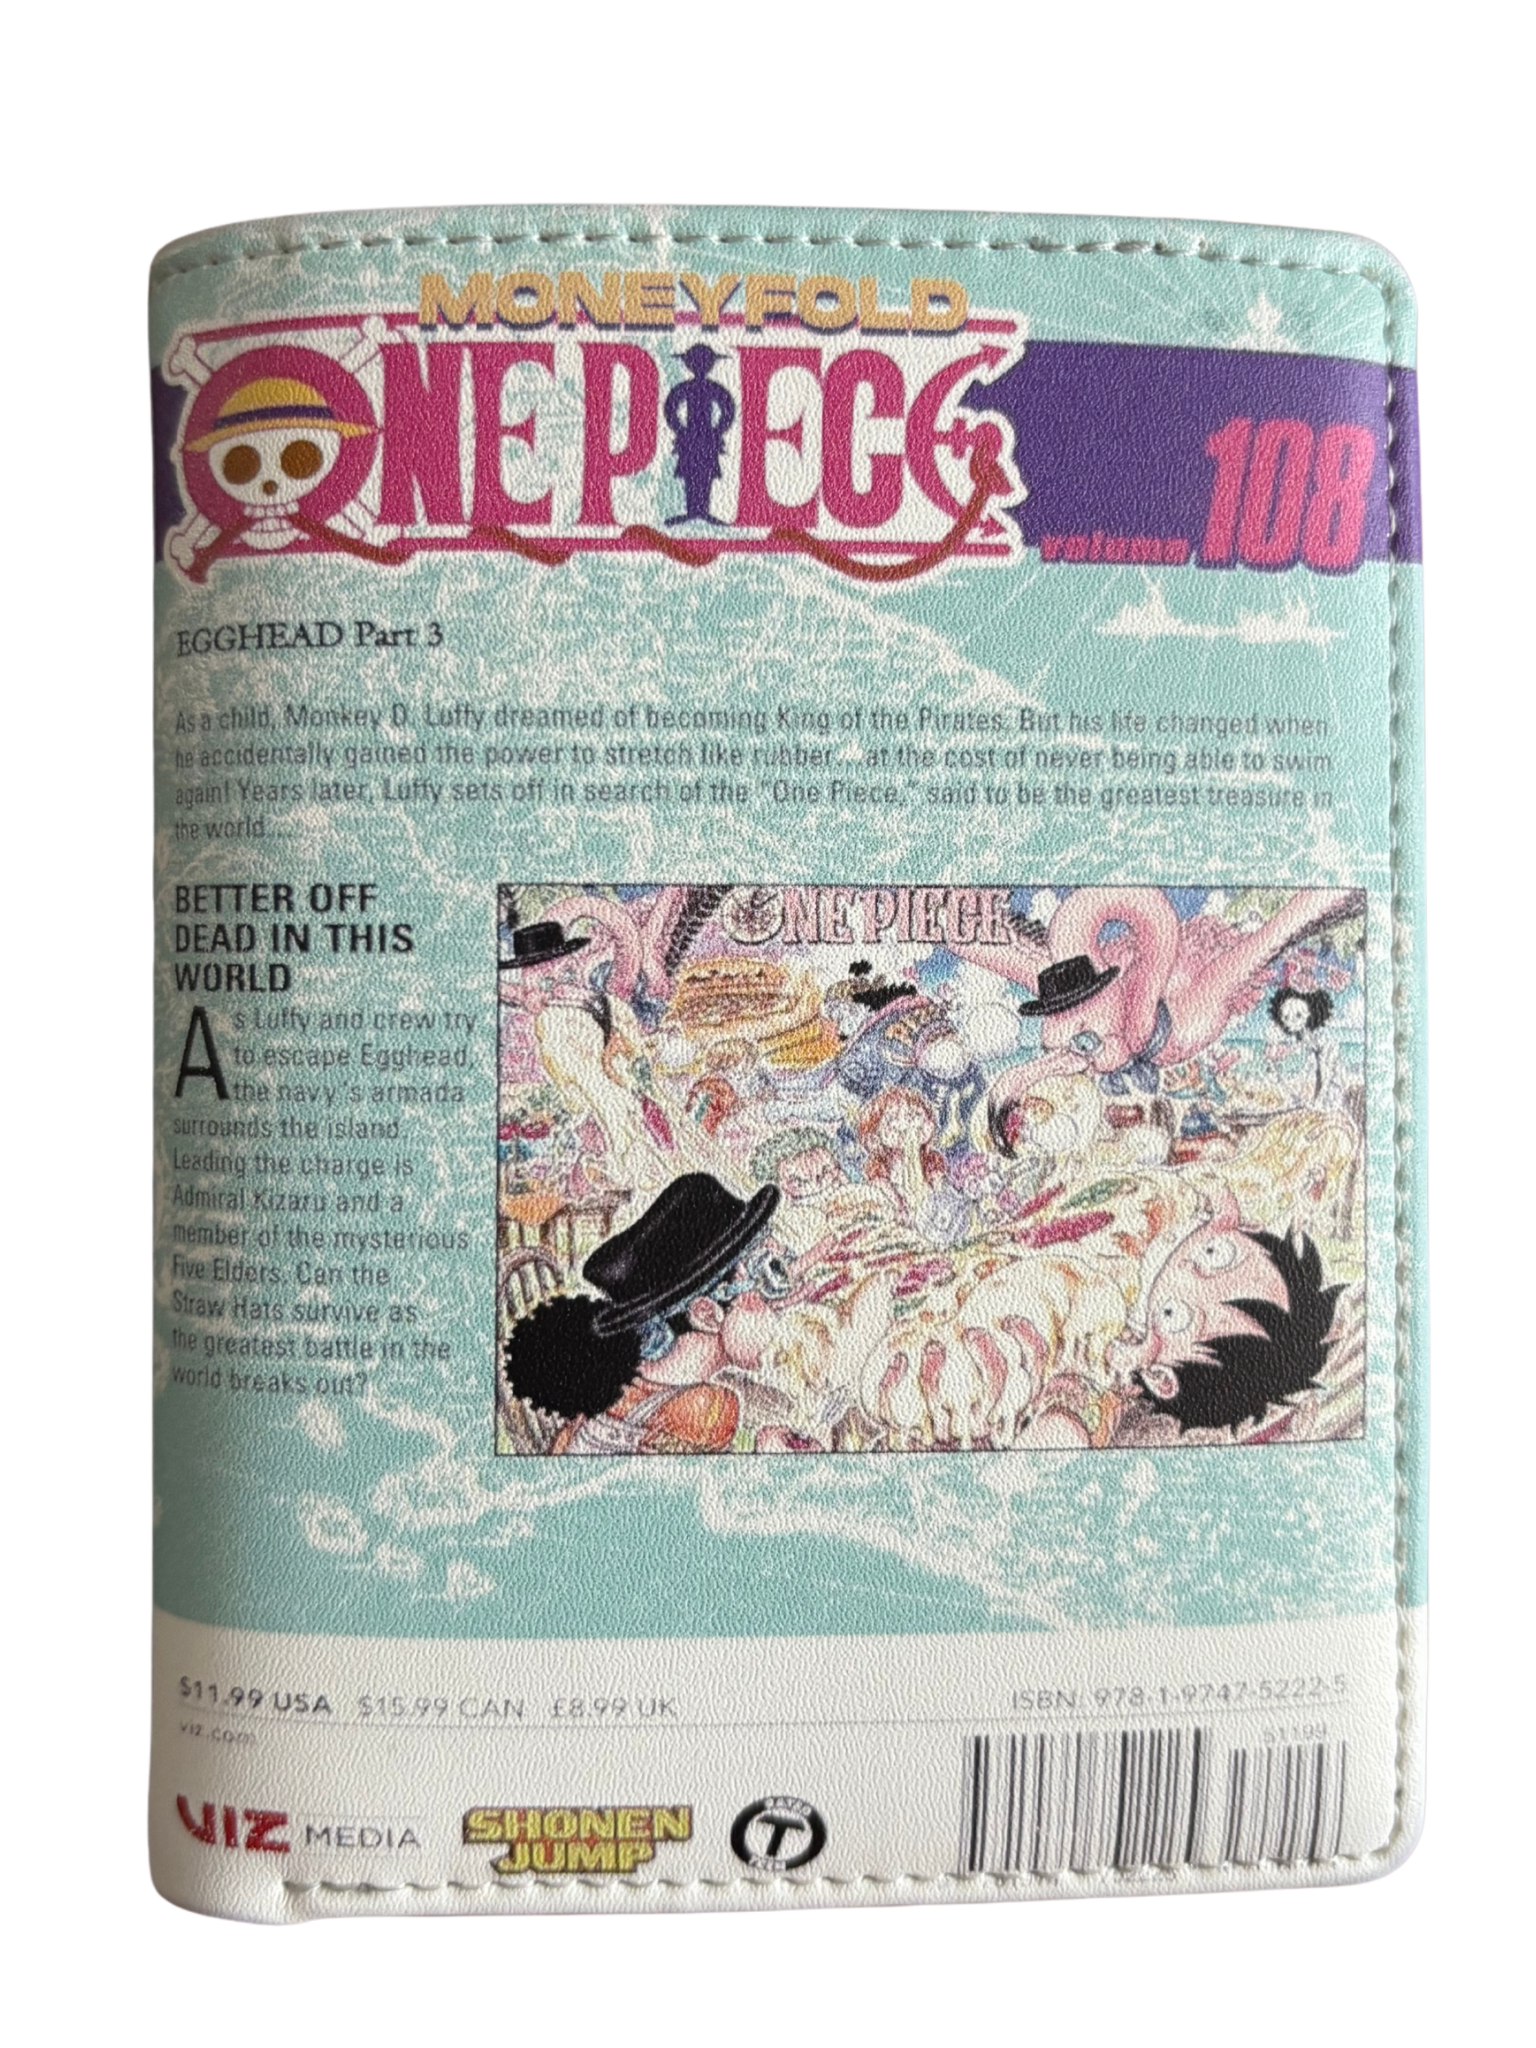 MONEYFOLD
ONE PIECE
volume 108
EGGHEAD Part 3
As a child, Monkey D. Luffy dreamed of becoming King of the Pirates. But his life changed when
he accidentally gained the power to stretch like rubber... at the cost of never being able to swim
again! Years later, Luffy sets off in search of the "One Piece," said to be the greatest treasure in
the world...
BETTER OFF
DEAD IN THIS
WORLD
As Luffy and crew try
to escape Egghead,
the navy's armada
surrounds the island.
Leading the charge is
Admiral Kizaru and a
member of the mysterious
Five Elders. Can the
Straw Hats survive as
the greatest battle in the
world breaks out?
ONE PIECE
$11.99 USA $15.99 CAN £8.99 UK
ISBN: 978-1-9747-5222-5
viz.com
51199
VIZ MEDIA
SHONEN
JUMP
RATED
T
TEEN